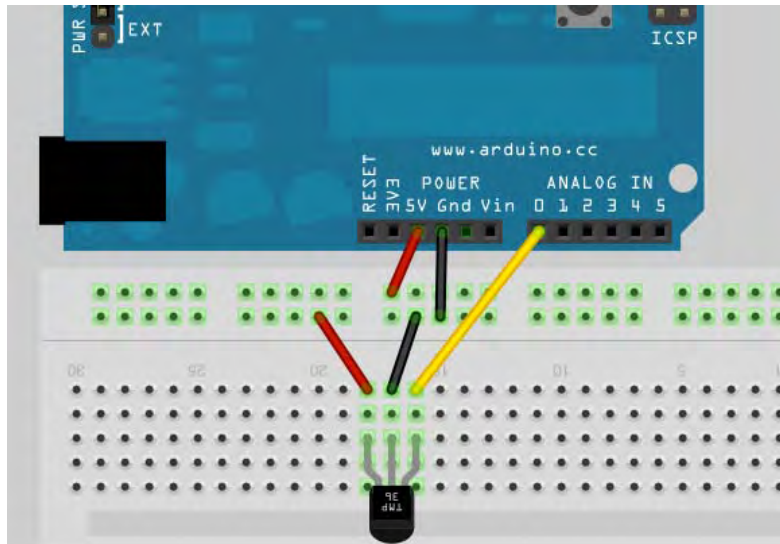 PWR S
EXT
ICSP
www.arduino.cc
RESET
3V3
POWER
5V Gnd Vin
ANALOG IN
0 1 2 3 4 5
30 25 20 15 10 5
TMP
36